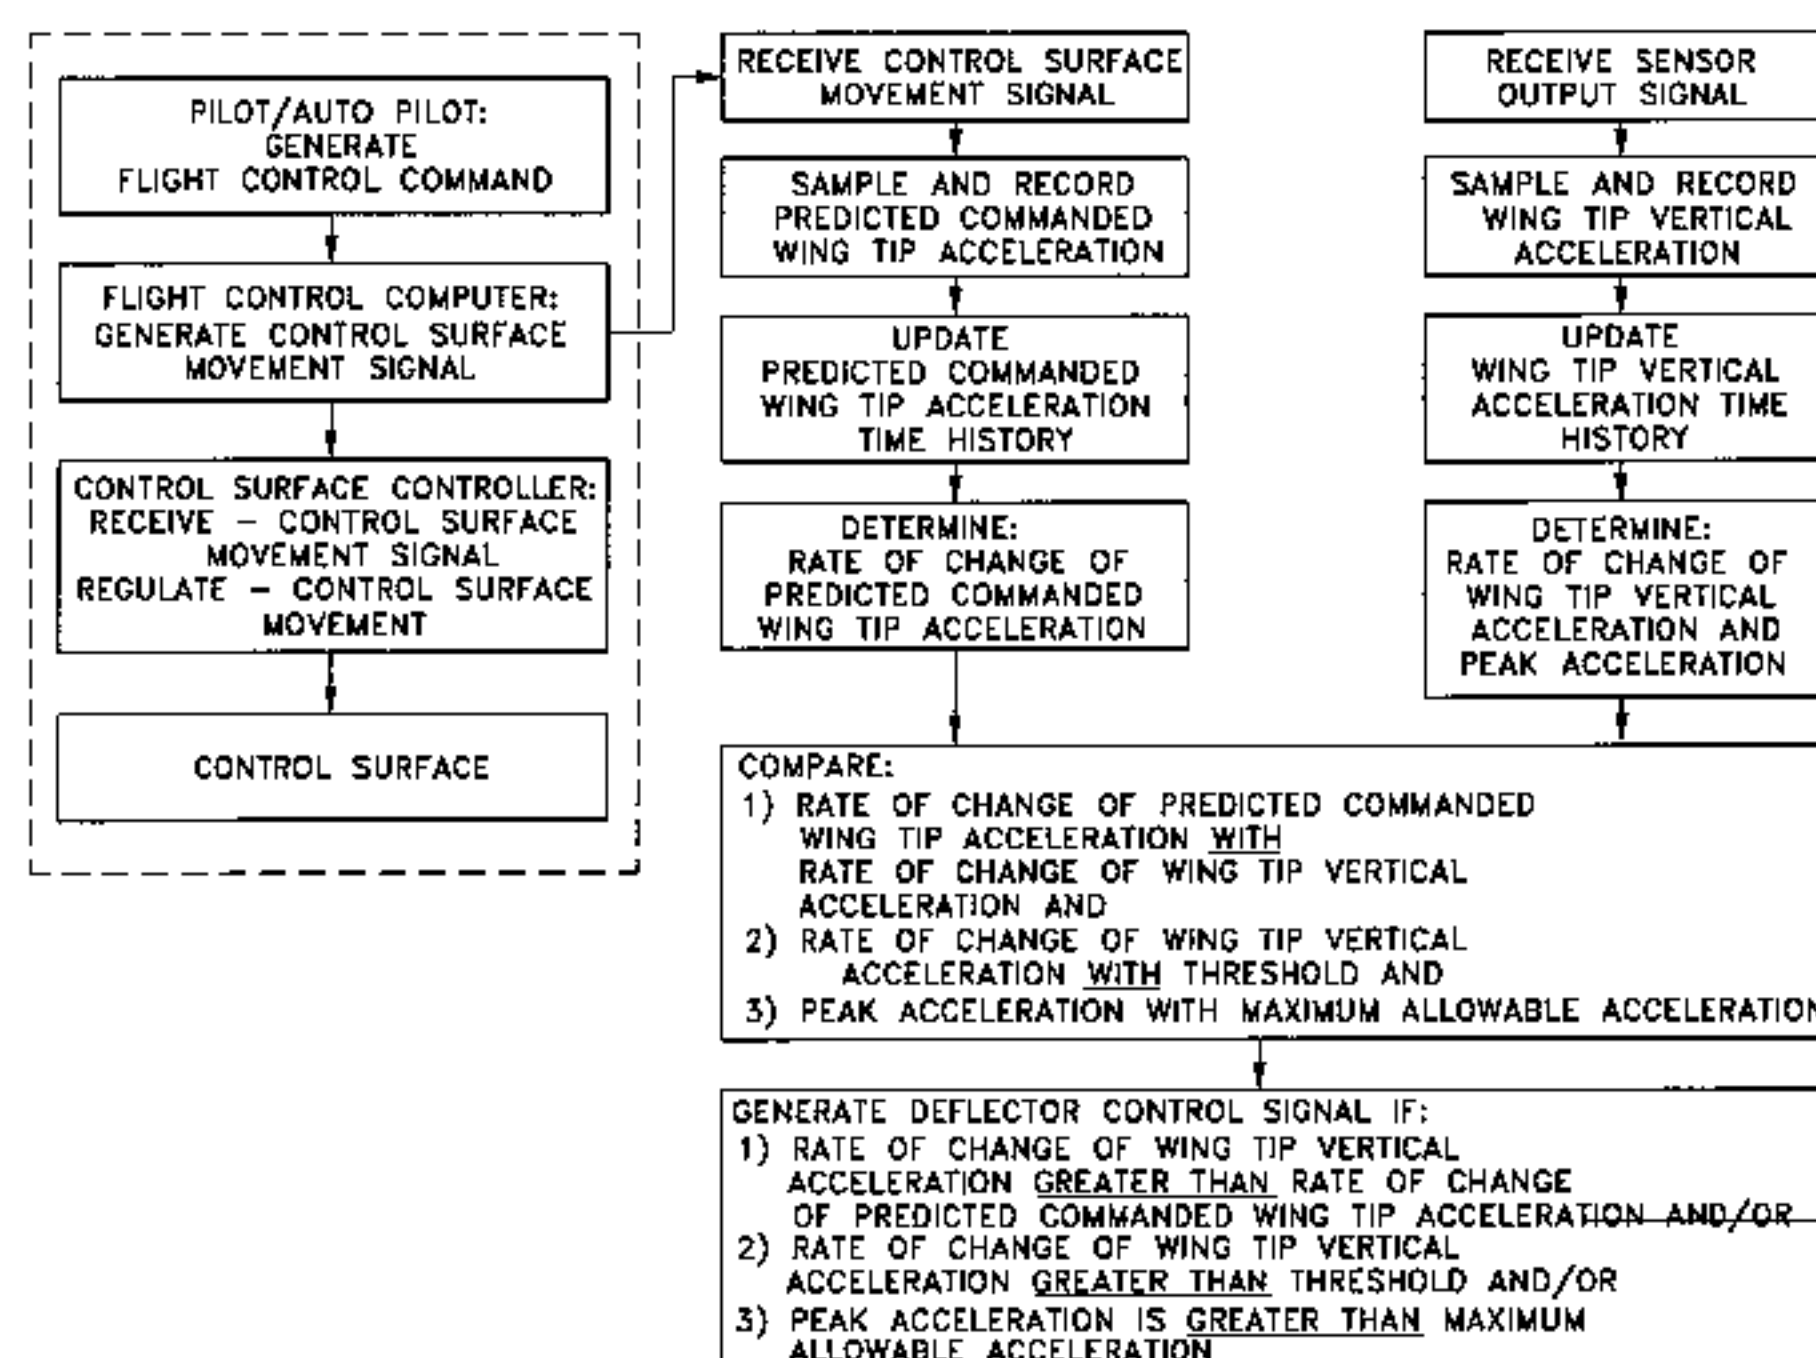 PILOT/AUTO PILOT:
GENERATE
FLIGHT CONTROL COMMAND
FLIGHT CONTROL COMPUTER:
GENERATE CONTROL SURFACE
MOVEMENT SIGNAL
CONTROL SURFACE CONTROLLER:
RECEIVE – CONTROL SURFACE
MOVEMENT SIGNAL
REGULATE – CONTROL SURFACE
MOVEMENT
CONTROL SURFACE
RECEIVE CONTROL SURFACE
MOVEMENT SIGNAL
SAMPLE AND RECORD
PREDICTED COMMANDED
WING TIP ACCELERATION
UPDATE
PREDICTED COMMANDED
WING TIP ACCELERATION
TIME HISTORY
DETERMINE:
RATE OF CHANGE OF
PREDICTED COMMANDED
WING TIP ACCELERATION
RECEIVE SENSOR
OUTPUT SIGNAL
SAMPLE AND RECORD
WING TIP VERTICAL
ACCELERATION
UPDATE
WING TIP VERTICAL
ACCELERATION TIME
HISTORY
DETERMINE:
RATE OF CHANGE OF
WING TIP VERTICAL
ACCELERATION AND
PEAK ACCELERATION
COMPARE:
1) RATE OF CHANGE OF PREDICTED COMMANDED
WING TIP ACCELERATION WITH
RATE OF CHANGE OF WING TIP VERTICAL
ACCELERATION AND
2) RATE OF CHANGE OF WING TIP VERTICAL
ACCELERATION WITH THRESHOLD AND
3) PEAK ACCELERATION WITH MAXIMUM ALLOWABLE ACCELERATION
GENERATE DEFLECTOR CONTROL SIGNAL IF:
1) RATE OF CHANGE OF WING TIP VERTICAL
ACCELERATION GREATER THAN RATE OF CHANGE
OF PREDICTED COMMANDED WING TIP ACCELERATION AND/OR
2) RATE OF CHANGE OF WING TIP VERTICAL
ACCELERATION GREATER THAN THRESHOLD AND/OR
3) PEAK ACCELERATION IS GREATER THAN MAXIMUM
ALLOWABLE ACCELERATION